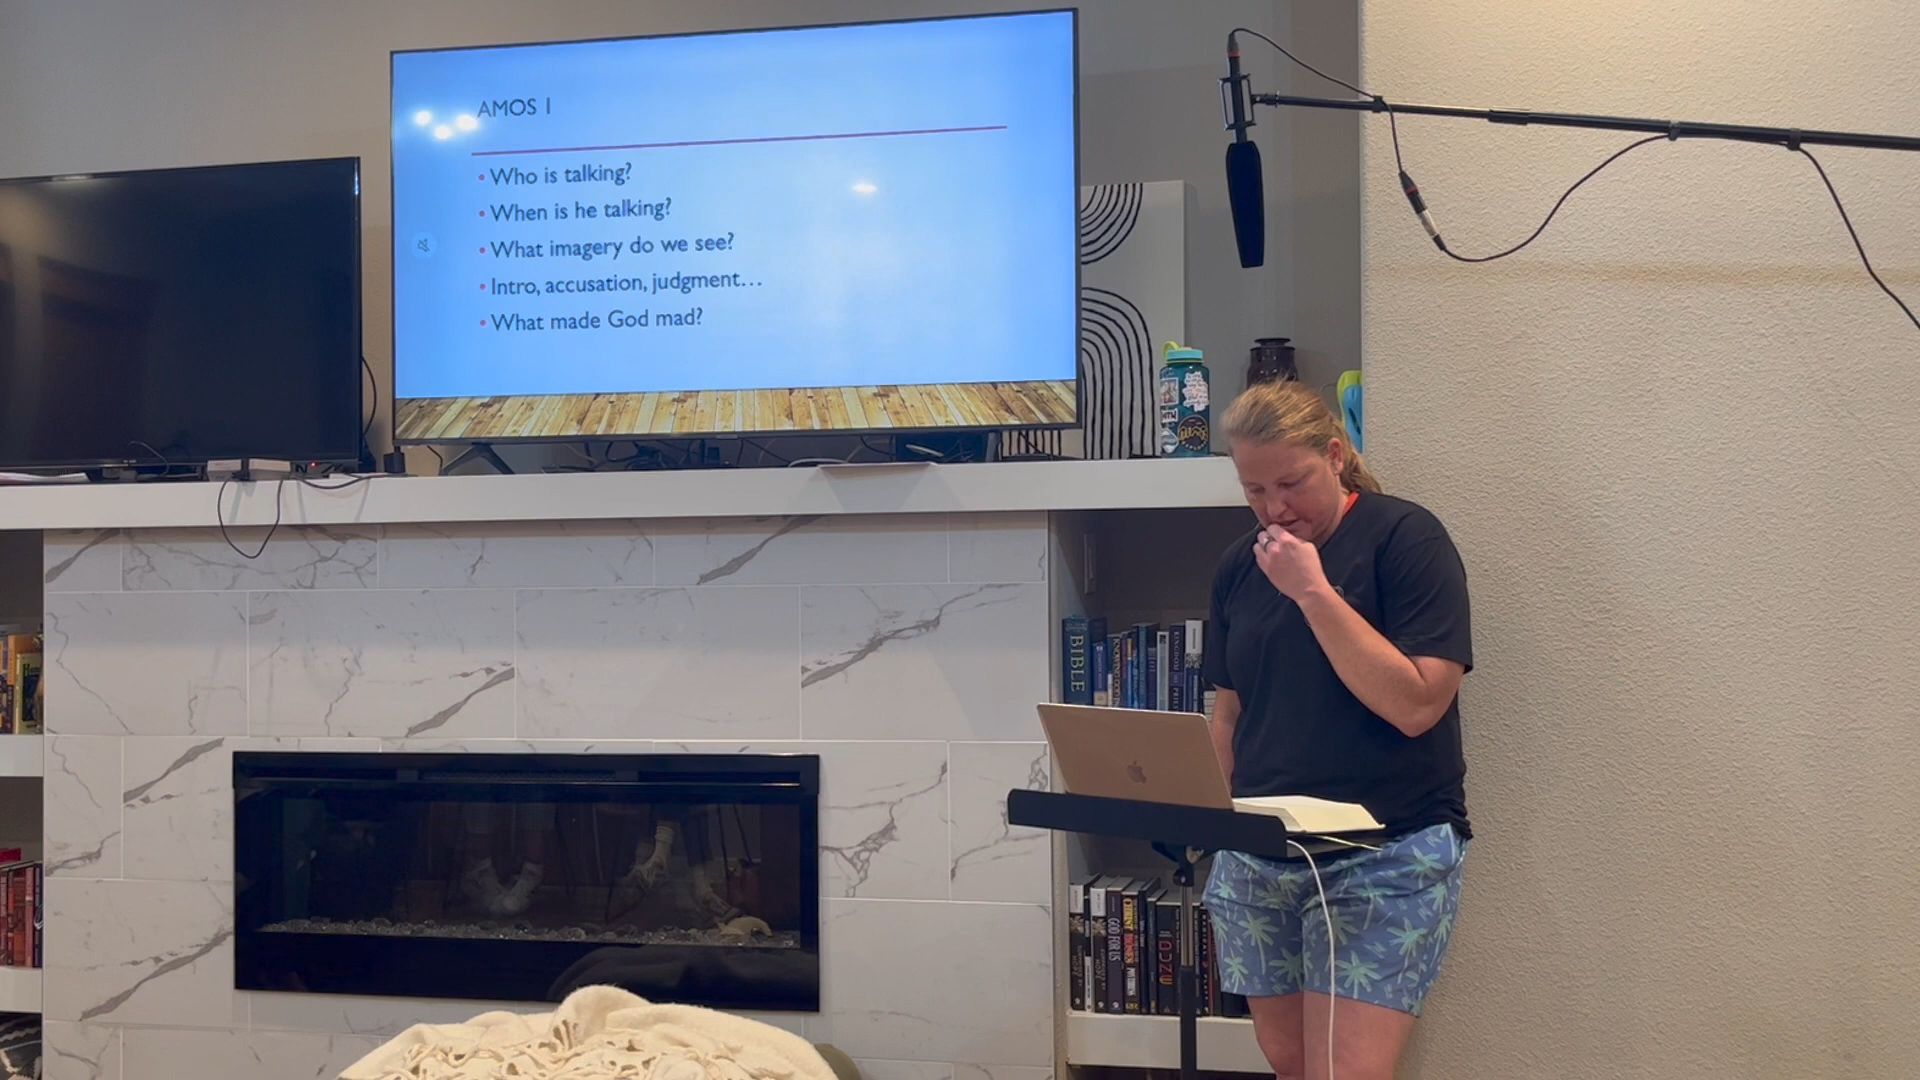 AMOS 1
• Who is talking?
• When is he talking?
• What imagery do we see?
• Intro, accusation, judgment...
• What made God mad?
BIBLE
GOD FOR US